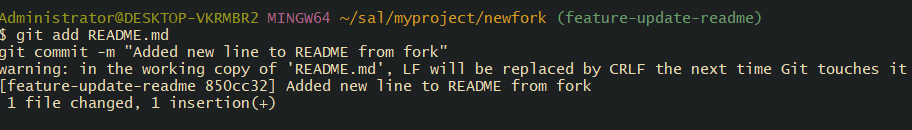 Administrator@DESKTOP-VKRMBR2 MINGW64 ~/sal/myproject/newfork (feature-update-readme)
$ git add README.md
git commit -m "Added new line to README from fork"
warning: in the working copy of 'README.md', LF will be replaced by CRLF the next time Git touches it
[feature-update-readme 850cc32] Added new line to README from fork
 1 file changed, 1 insertion(+)